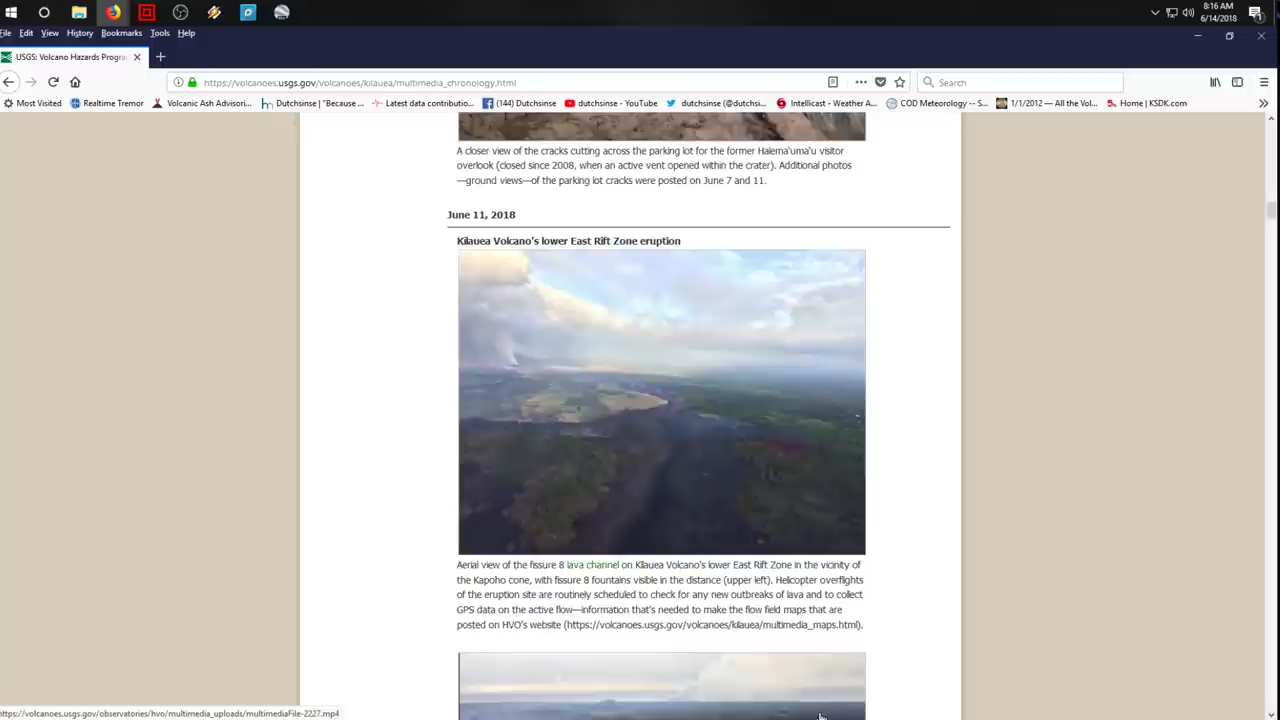 8:16 AM
6/14/2018
File Edit View History Bookmarks Tools Help
USGS: Volcano Hazards Progra
https://volcanoes.usgs.gov/volcanoes/kilauea/multimedia_chronology.html
Search
Most Visited Realtime Tremor Volcanic Ash Advisori... Dutchsinse | "Because ... Latest data contributio... (144) Dutchsinse dutchsinse - YouTube dutchsinse (@dutchsi... Intellicast - Weather A... COD Meteorology -- S... 1/1/2012 — All the Vol... Home | KSDK.com
A closer view of the cracks cutting across the parking lot for the former Halema'uma'u visitor
overlook (closed since 2008, when an active vent opened within the crater). Additional photos
—ground views—of the parking lot cracks were posted on June 7 and 11.
June 11, 2018
Kilauea Volcano's lower East Rift Zone eruption
Aerial view of the fissure 8 lava channel on Kīlauea Volcano's lower East Rift Zone in the vicinity of
the Kapoho cone, with fissure 8 fountains visible in the distance (upper left). Helicopter overflights
of the eruption site are routinely scheduled to check for any new outbreaks of lava and to collect
GPS data on the active flow—information that's needed to make the flow field maps that are
posted on HVO's website (https://volcanoes.usgs.gov/volcanoes/kilauea/multimedia_maps.html).
https://volcanoes.usgs.gov/observatories/hvo/multimedia_uploads/multimediaFile-2227.mp4